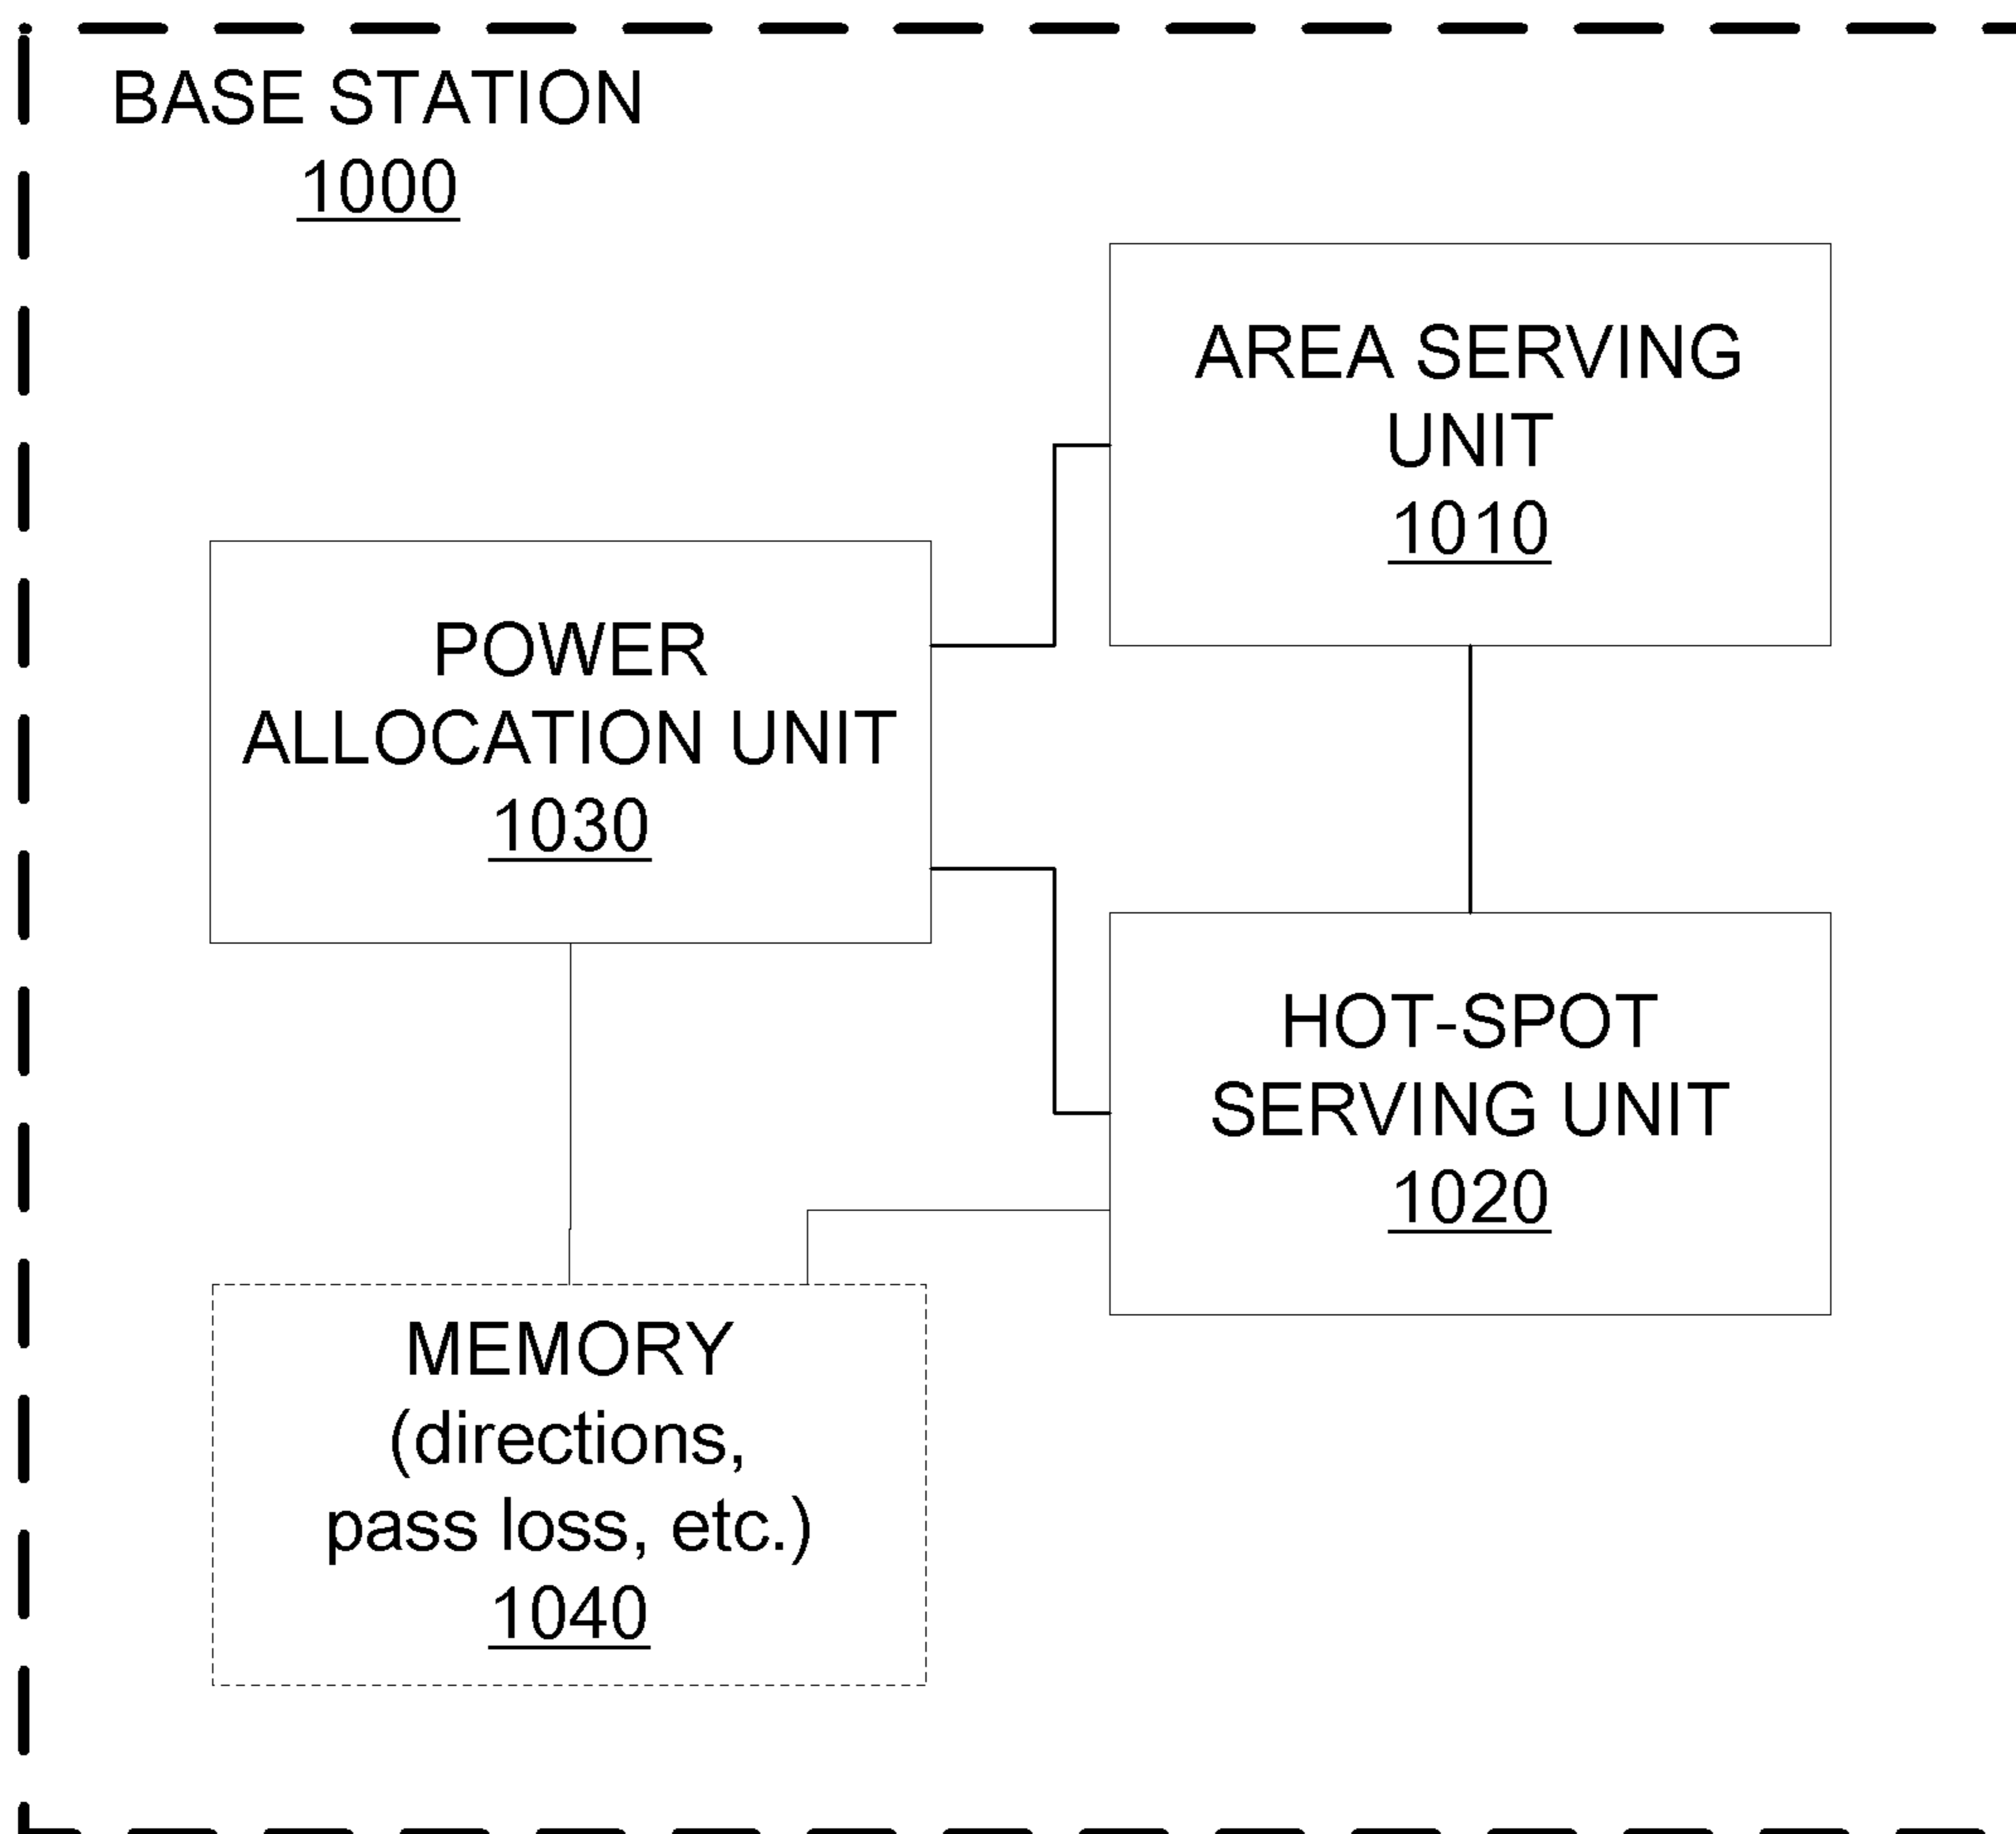 BASE STATION
1000
AREA SERVING
UNIT
1010
POWER
ALLOCATION UNIT
1030
HOT-SPOT
SERVING UNIT
1020
MEMORY
(directions,
pass loss, etc.)
1040